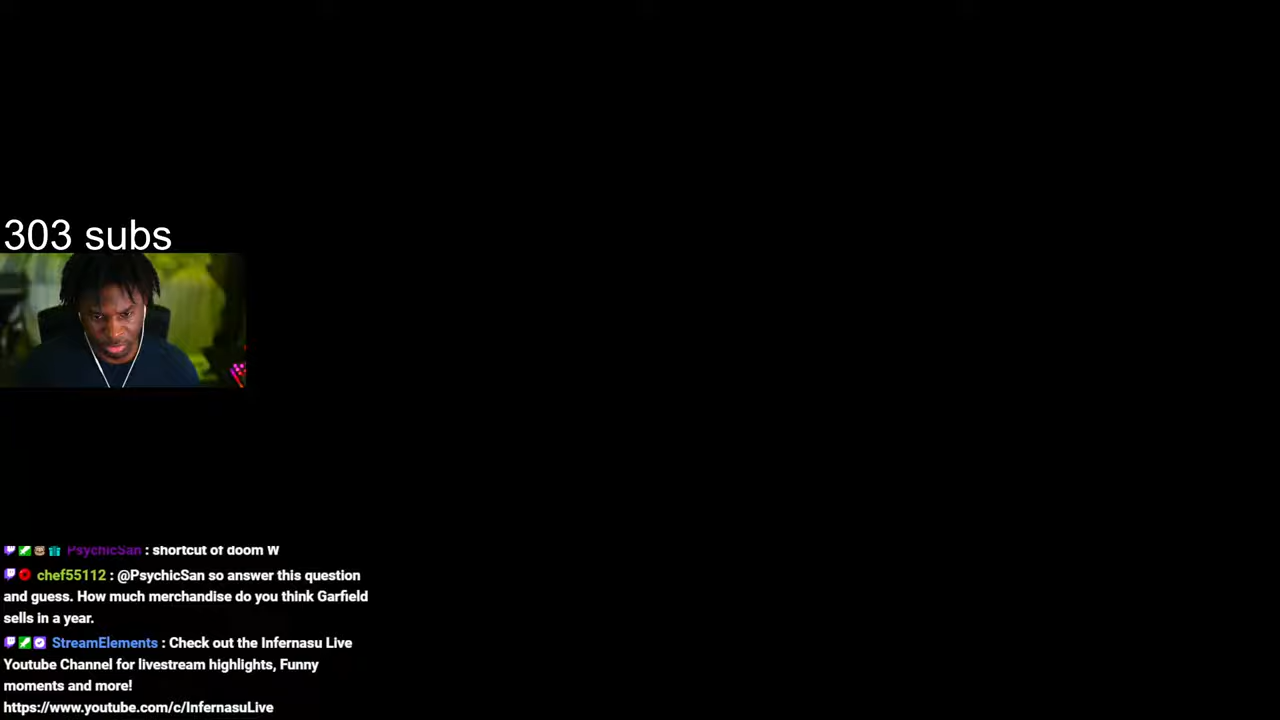 303 subs
PsychicSan : shortcut of doom W
chef55112 : @PsychicSan so answer this question
and guess. How much merchandise do you think Garfield
sells in a year.
StreamElements : Check out the Infernasu Live
Youtube Channel for livestream highlights, Funny
moments and more!
https://www.youtube.com/c/InfernasuLive